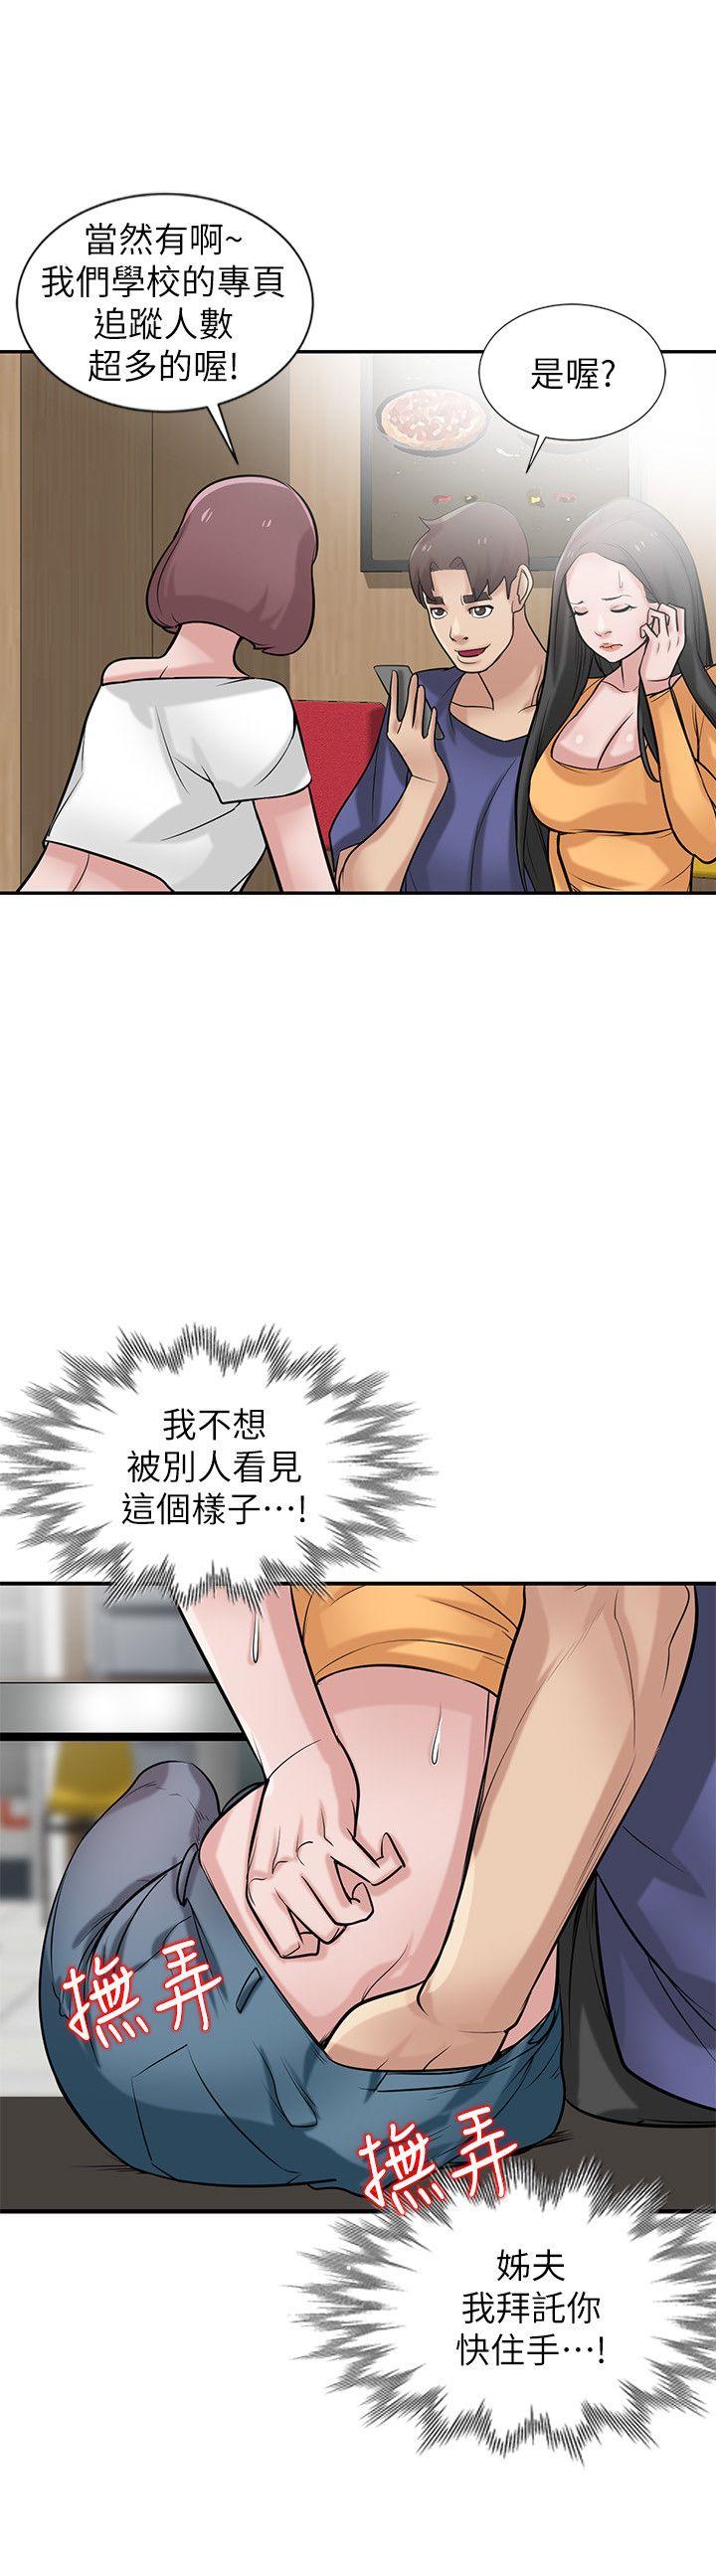 當然有啊~
我們學校的專頁
追蹤人數
超多的喔!
是喔?
我不想
被別人看見
這個樣子⋯!
撫弄
撫弄
姊夫
我拜託你
快住手⋯!